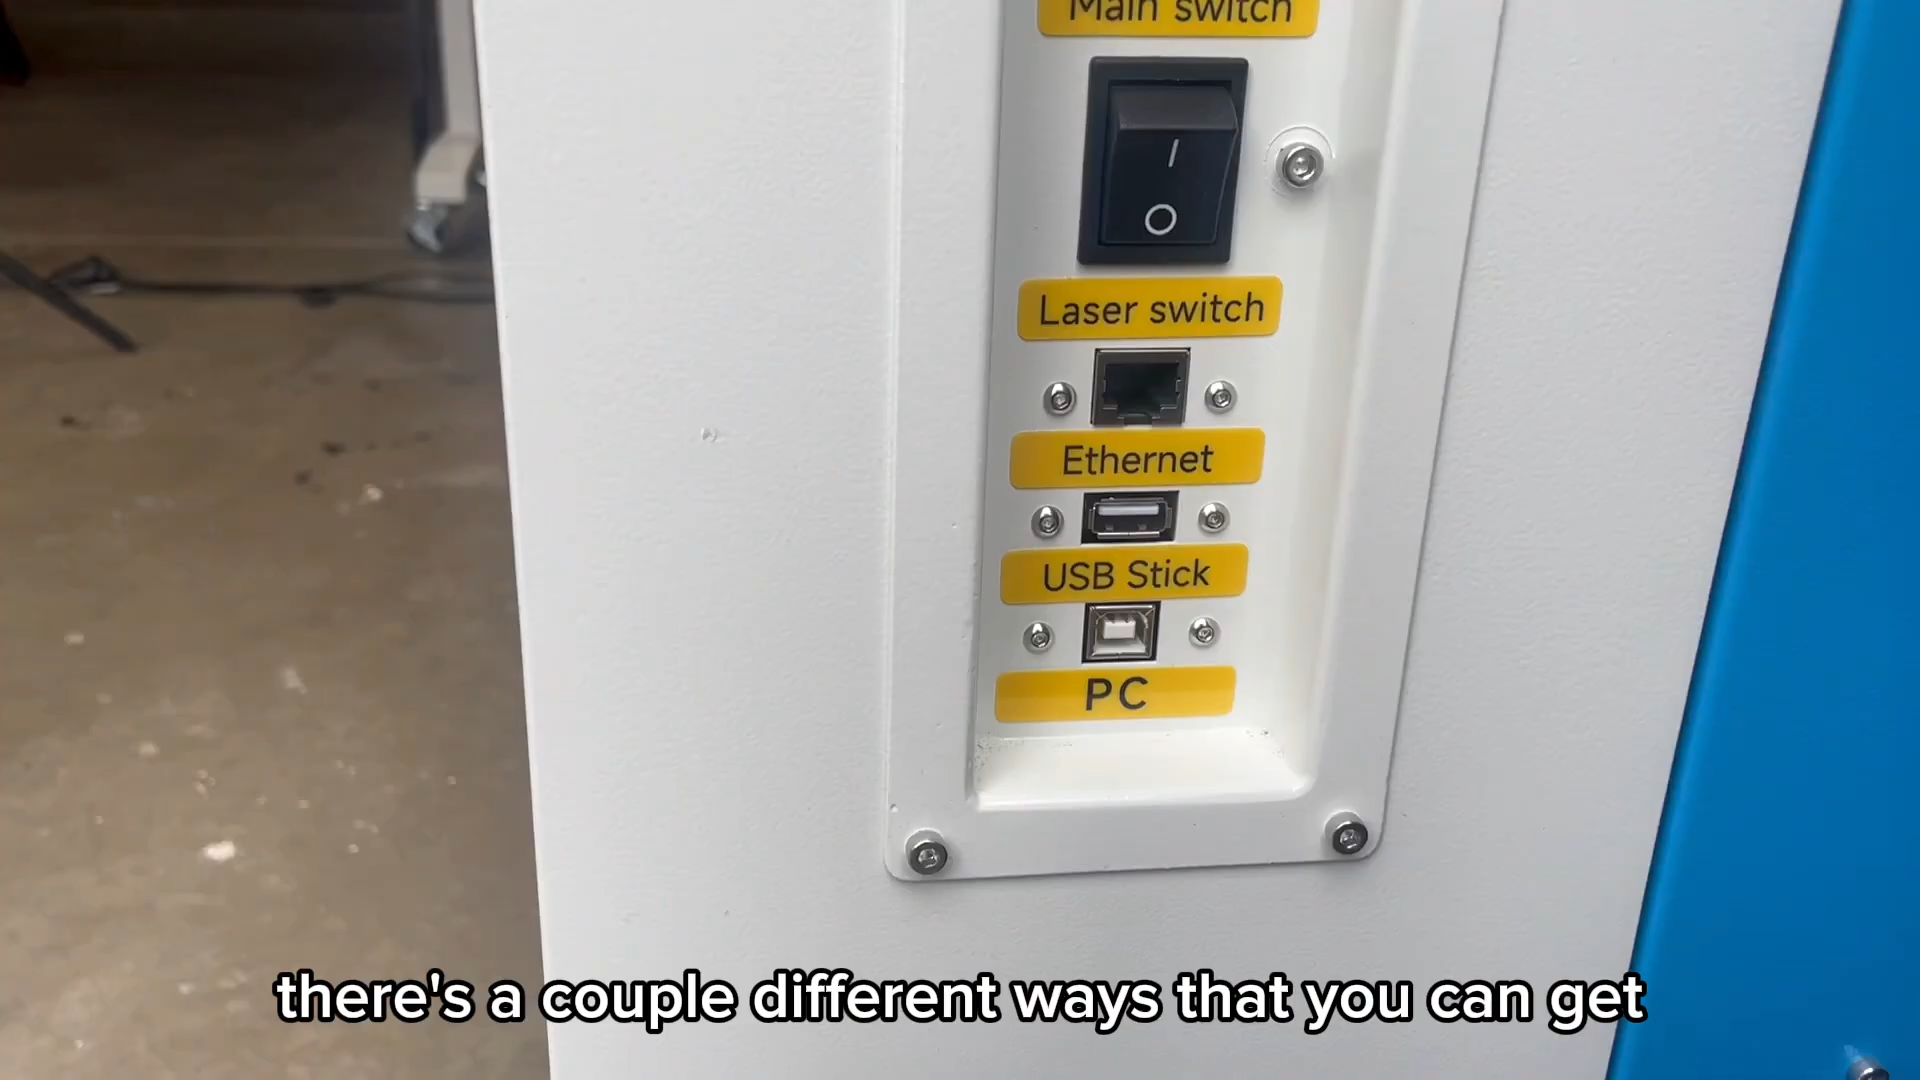 Main switch
Laser switch
Ethernet
USB Stick
PC
there's a couple different ways that you can get